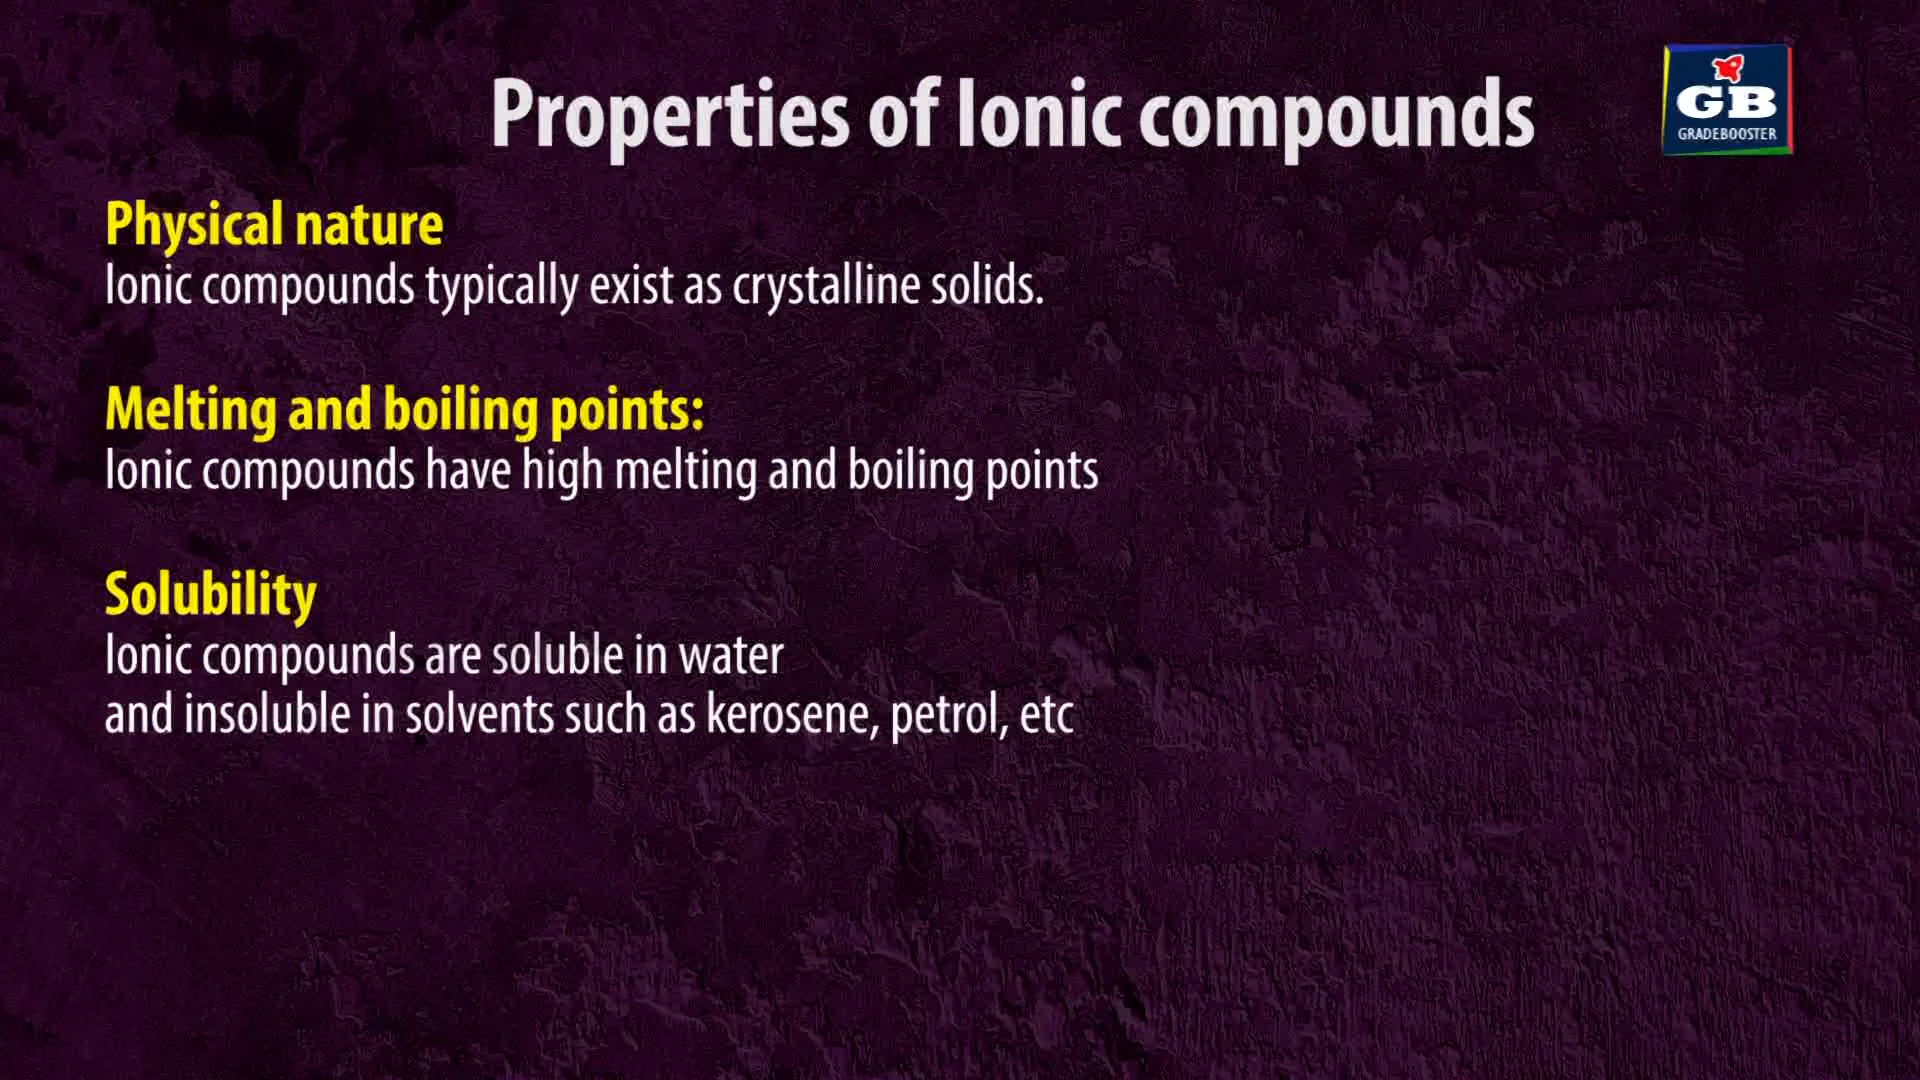 Properties of Ionic compounds
GB
GRADEBOOSTER
Physical nature
Ionic compounds typically exist as crystalline solids.
Melting and boiling points:
Ionic compounds have high melting and boiling points
Solubility
Ionic compounds are soluble in water
and insoluble in solvents such as kerosene, petrol, etc